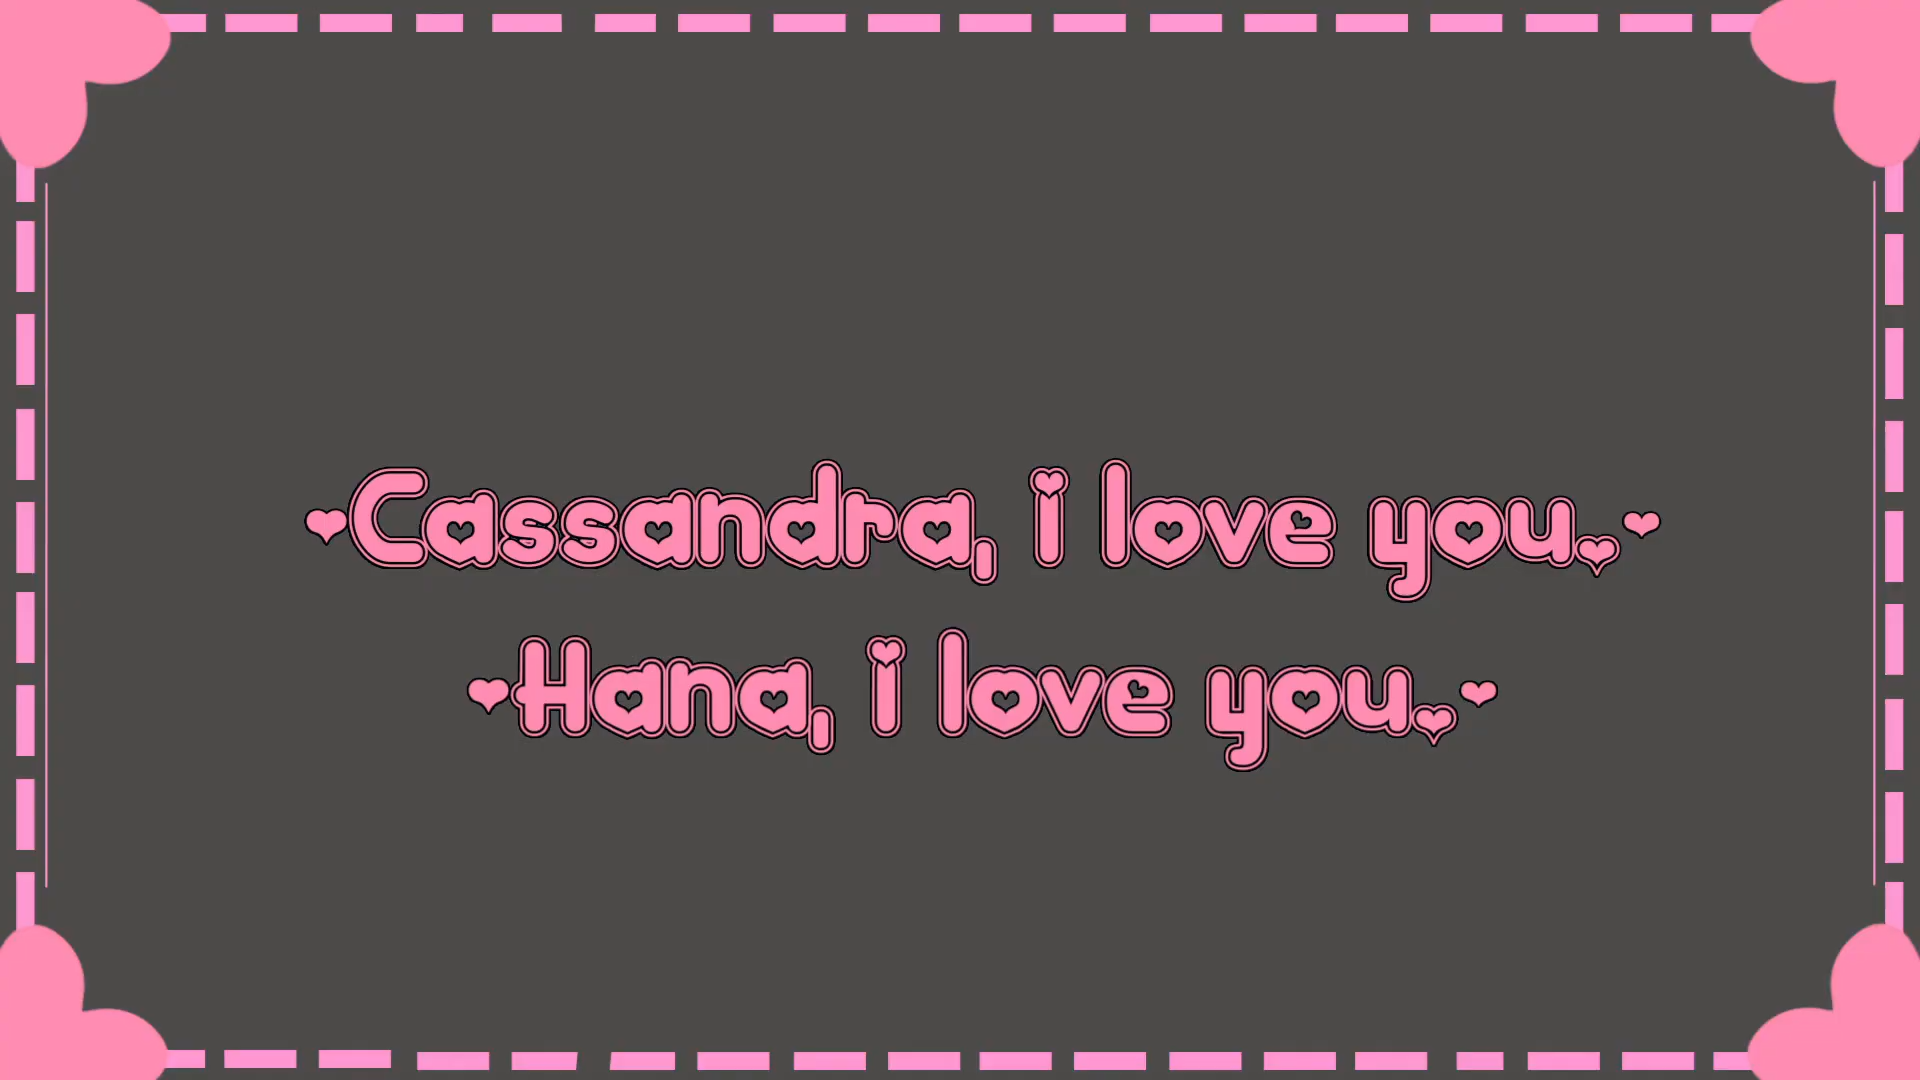 ❤Cassandra, i love you.❤
❤Hana, i love you.❤